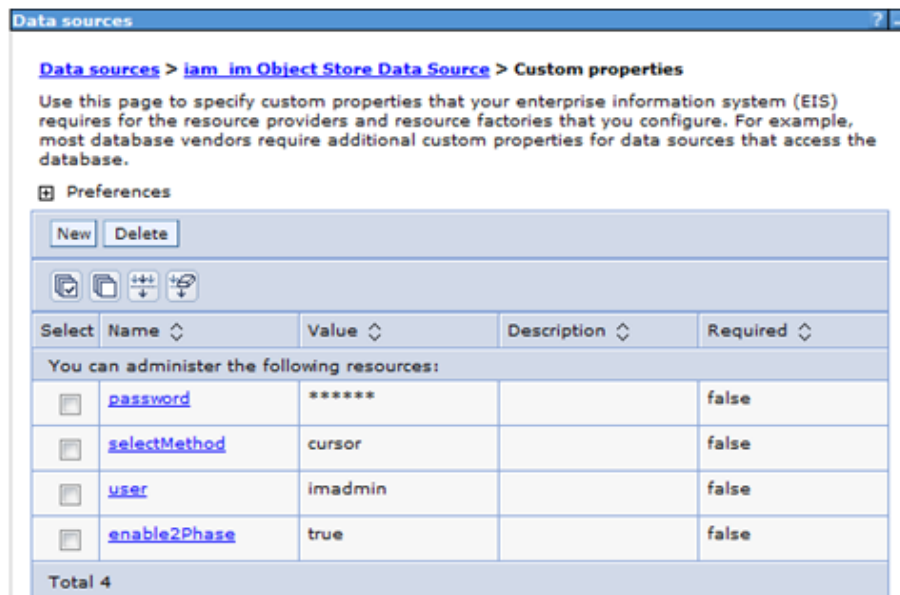 Data sources ? -
Data sources > iam_im Object Store Data Source > Custom properties
Use this page to specify custom properties that your enterprise information system (EIS)
requires for the resource providers and resource factories that you configure. For example,
most database vendors require additional custom properties for data sources that access the
database.
Preferences
New Delete
Select Name Value Description Required
You can administer the following resources:
password ****** false
selectMethod cursor false
user imadmin false
enable2Phase true false
Total 4